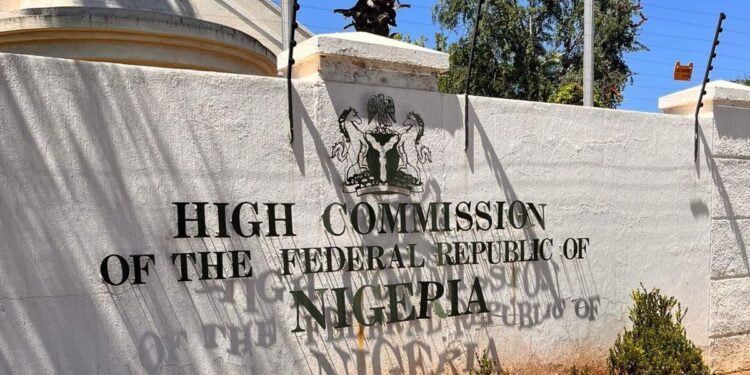 HIGH COMMISSION
OF THE FEDERAL REPUBLIC OF
NIGERIA